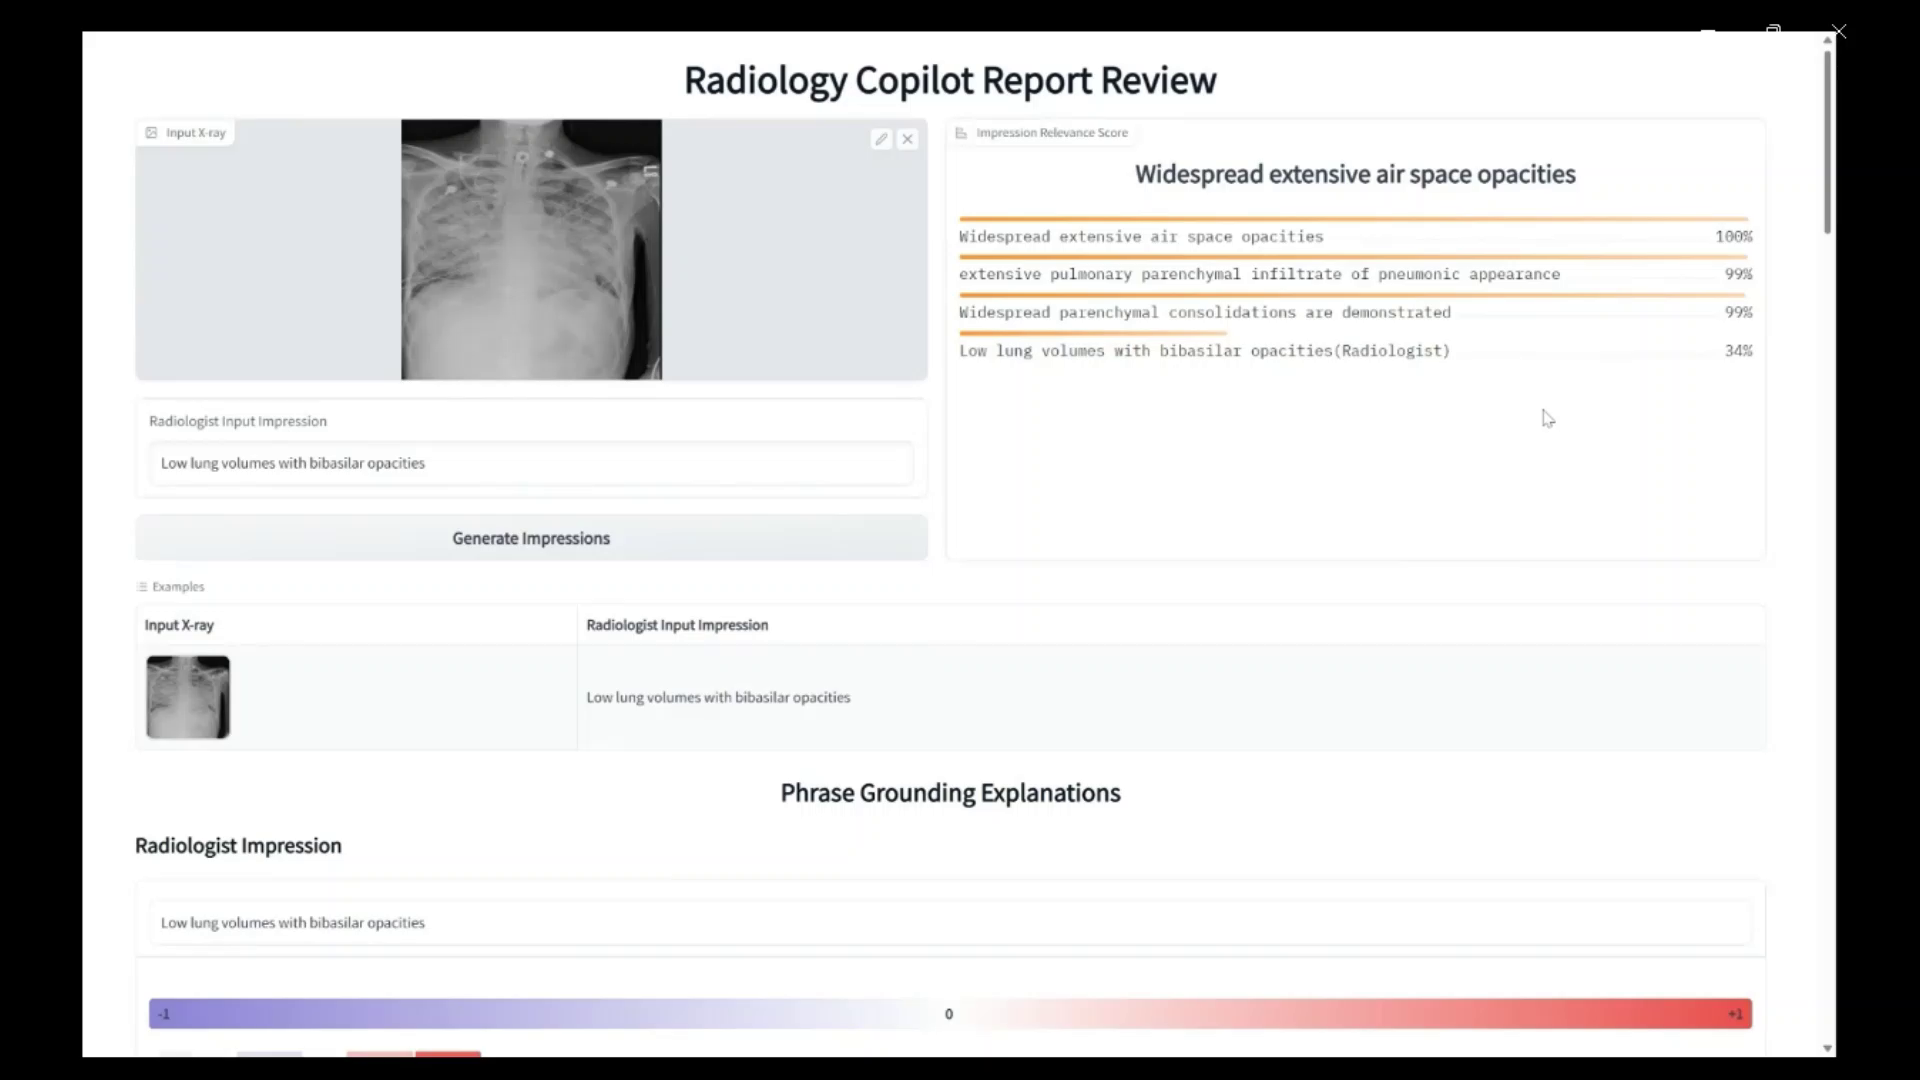 Radiology Copilot Report Review
Input X-ray
Impression Relevance Score
Widespread extensive air space opacities
Widespread extensive air space opacities 100%
extensive pulmonary parenchymal infiltrate of pneumonic appearance 99%
Widespread parenchymal consolidations are demonstrated 99%
Low lung volumes with bibasilar opacities(Radiologist) 34%
Radiologist Input Impression
Low lung volumes with bibasilar opacities
Generate Impressions
Examples
Input X-ray Radiologist Input Impression
Low lung volumes with bibasilar opacities
Phrase Grounding Explanations
Radiologist Impression
Low lung volumes with bibasilar opacities
-1 0 +1